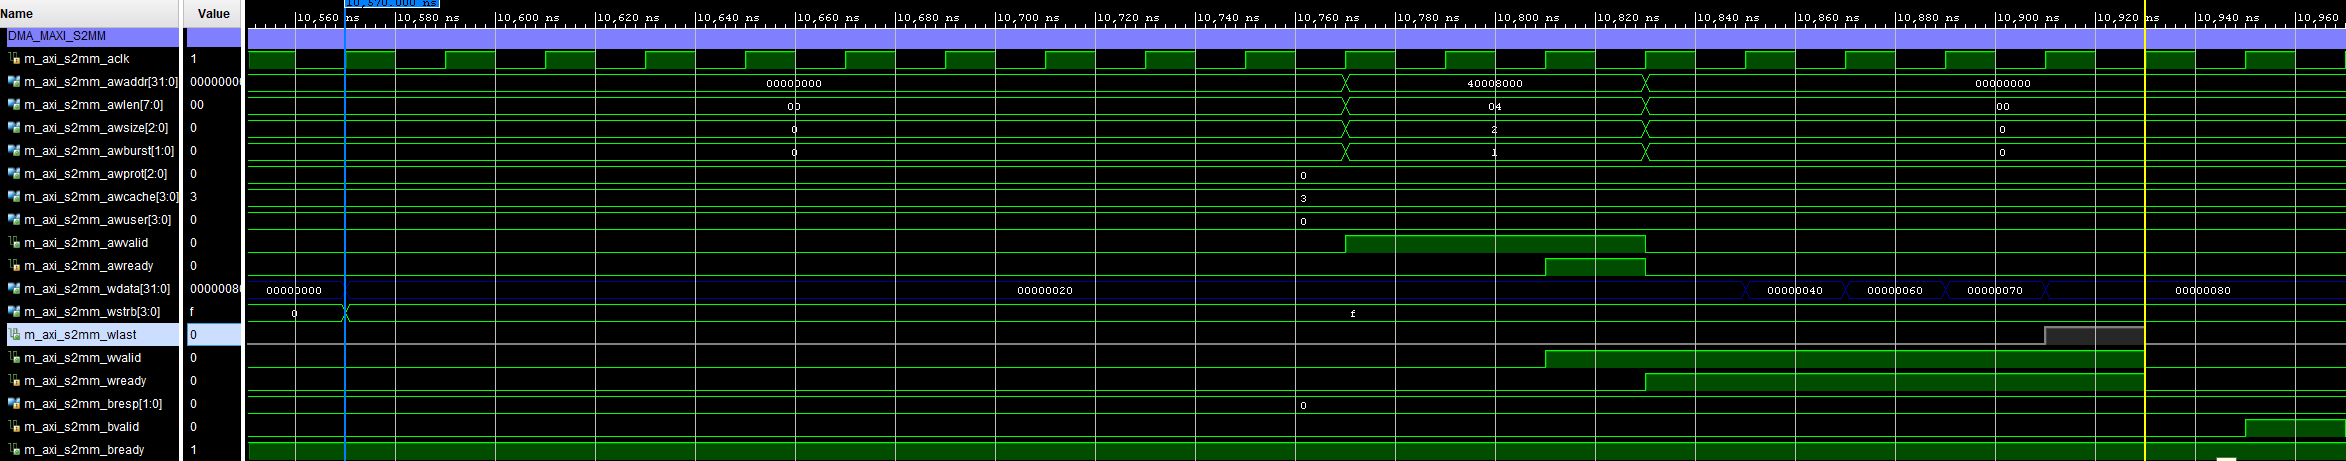 10,570.000 ns
Name Value 10,560 ns 10,580 ns 10,600 ns 10,620 ns 10,640 ns 10,660 ns 10,680 ns 10,700 ns 10,720 ns 10,740 ns 10,760 ns 10,780 ns 10,800 ns 10,820 ns 10,840 ns 10,860 ns 10,880 ns 10,900 ns 10,920 ns 10,940 ns 10,960
DMA_MAXI_S2MM
m_axi_s2mm_aclk 1
m_axi_s2mm_awaddr[31:0] 00000000 00000000 40008000 00000000
m_axi_s2mm_awlen[7:0] 00 00 04 00
m_axi_s2mm_awsize[2:0] 0 0 2 0
m_axi_s2mm_awburst[1:0] 0 0 1 0
m_axi_s2mm_awprot[2:0] 0 0
m_axi_s2mm_awcache[3:0] 3 3
m_axi_s2mm_awuser[3:0] 0 0
m_axi_s2mm_awvalid 0
m_axi_s2mm_awready 0
m_axi_s2mm_wdata[31:0] 00000080 00000000 00000020 00000040 00000060 00000070 00000080
m_axi_s2mm_wstrb[3:0] f 0 f
m_axi_s2mm_wlast 0
m_axi_s2mm_wvalid 0
m_axi_s2mm_wready 0
m_axi_s2mm_bresp[1:0] 0 0
m_axi_s2mm_bvalid 0
m_axi_s2mm_bready 1